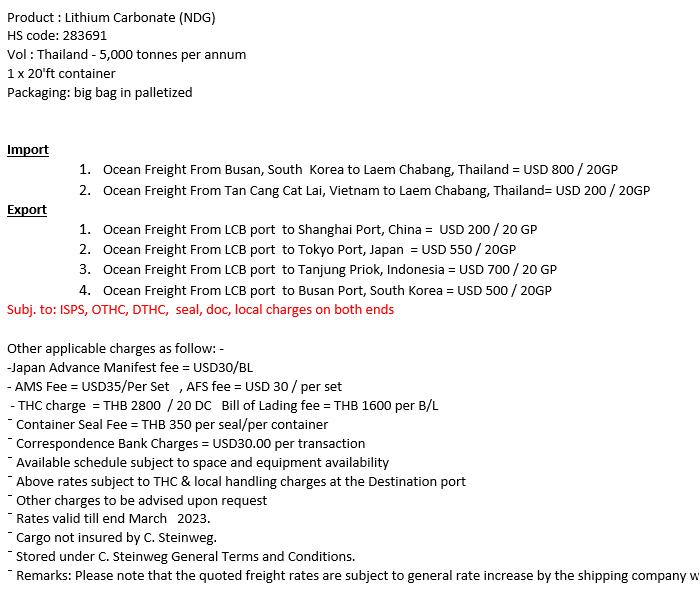 Product : Lithium Carbonate (NDG)
HS code: 283691
Vol : Thailand - 5,000 tonnes per annum
1 x 20'ft container
Packaging: big bag in palletized
Import
1. Ocean Freight From Busan, South Korea to Laem Chabang, Thailand = USD 800 / 20GP
2. Ocean Freight From Tan Cang Cat Lai, Vietnam to Laem Chabang, Thailand= USD 200 / 20GP
Export
1. Ocean Freight From LCB port to Shanghai Port, China = USD 200 / 20 GP
2. Ocean Freight From LCB port to Tokyo Port, Japan = USD 550 / 20GP
3. Ocean Freight From LCB port to Tanjung Priok, Indonesia = USD 700 / 20 GP
4. Ocean Freight From LCB port to Busan Port, South Korea = USD 500 / 20GP
Subj. to: ISPS, OTHC, DTHC, seal, doc, local charges on both ends
Other applicable charges as follow: -
-Japan Advance Manifest fee = USD30/BL
- AMS Fee = USD35/Per Set , AFS fee = USD 30 / per set
- THC charge = THB 2800 / 20 DC Bill of Lading fee = THB 1600 per B/L
¯ Container Seal Fee = THB 350 per seal/per container
¯ Correspondence Bank Charges = USD30.00 per transaction
¯ Available schedule subject to space and equipment availability
¯ Above rates subject to THC & local handling charges at the Destination port
¯ Other charges to be advised upon request
¯ Rates valid till end March 2023.
¯ Cargo not insured by C. Steinweg.
¯ Stored under C. Steinweg General Terms and Conditions.
¯ Remarks: Please note that the quoted freight rates are subject to general rate increase by the shipping company w